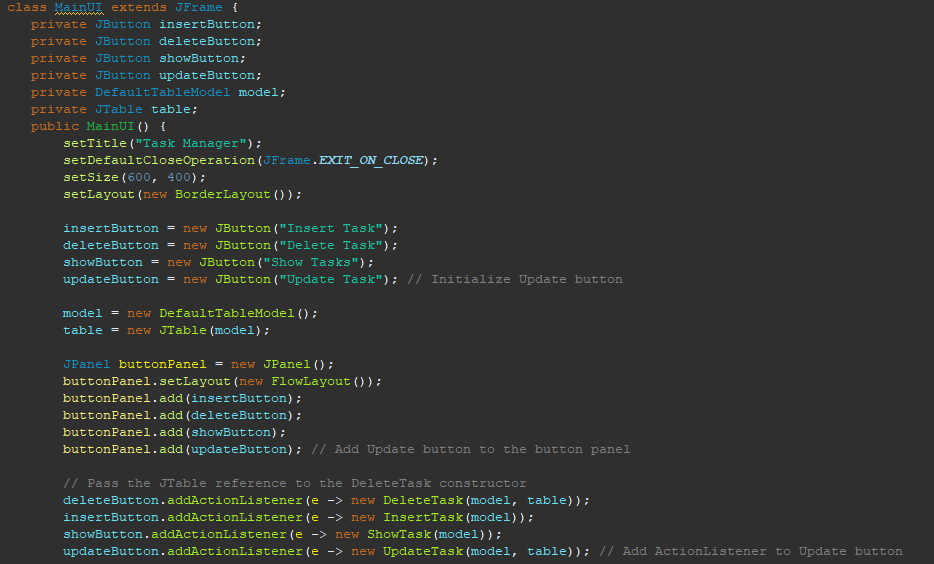 class MainUI extends JFrame {
private JButton insertButton;
private JButton deleteButton;
private JButton showButton;
private JButton updateButton;
private DefaultTableModel model;
private JTable table;
public MainUI() {
setTitle("Task Manager");
setDefaultCloseOperation(JFrame.EXIT_ON_CLOSE);
setSize(600, 400);
setLayout(new BorderLayout());
insertButton = new JButton("Insert Task");
deleteButton = new JButton("Delete Task");
showButton = new JButton("Show Tasks");
updateButton = new JButton("Update Task"); // Initialize Update button
model = new DefaultTableModel();
table = new JTable(model);
JPanel buttonPanel = new JPanel();
buttonPanel.setLayout(new FlowLayout());
buttonPanel.add(insertButton);
buttonPanel.add(deleteButton);
buttonPanel.add(showButton);
buttonPanel.add(updateButton); // Add Update button to the button panel
// Pass the JTable reference to the DeleteTask constructor
deleteButton.addActionListener(e -> new DeleteTask(model, table));
insertButton.addActionListener(e -> new InsertTask(model));
showButton.addActionListener(e -> new ShowTask(model));
updateButton.addActionListener(e -> new UpdateTask(model, table)); // Add ActionListener to Update button